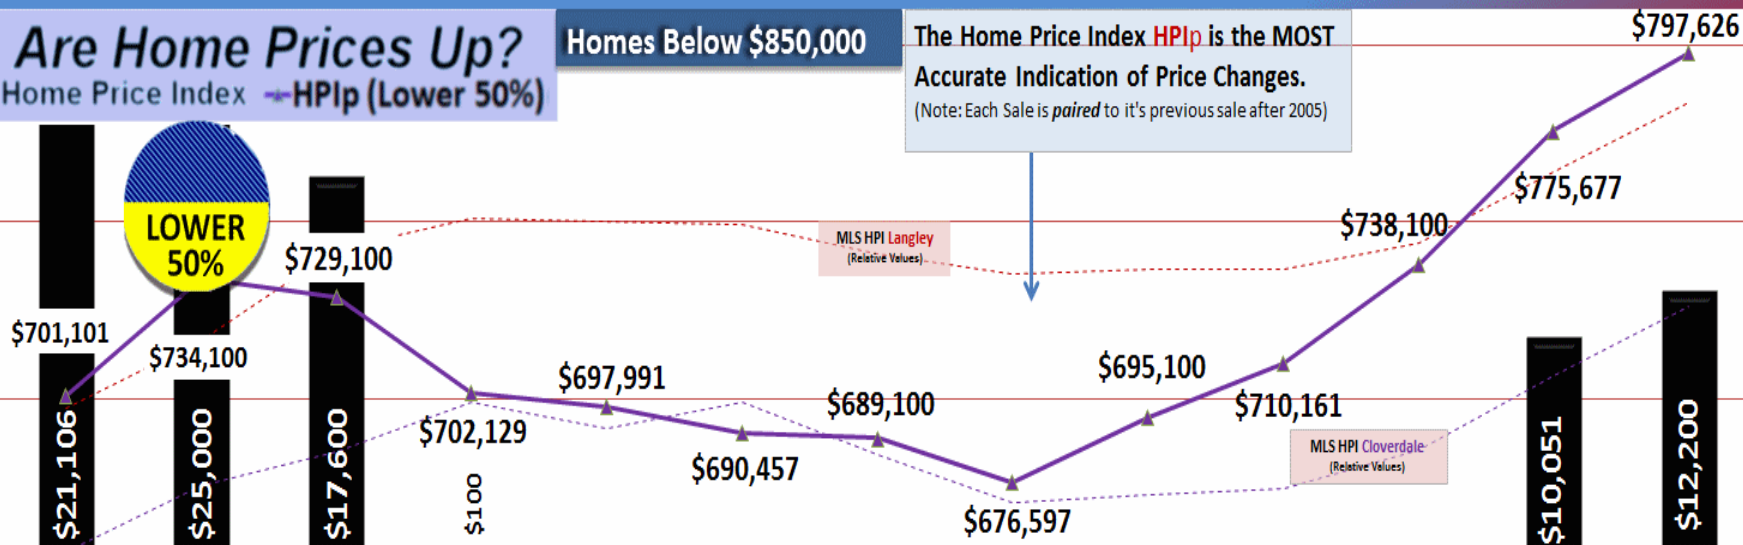 Are Home Prices Up?
Home Price Index HPIp (Lower 50%)
Homes Below $850,000
The Home Price Index HPIp is the MOST
Accurate Indication of Price Changes.
(Note: Each Sale is paired to it's previous sale after 2005)
$797,626
LOWER
50%
$729,100
$701,101
$734,100
MLS HPI Langley
(Relative Values)
$738,100
$775,677
$697,991
$702,129
$690,457
$689,100
$676,597
$695,100
$710,161
MLS HPI Cloverdale
(Relative Values)
$21,106
$25,000
$17,600
$100
$10,051
$12,200